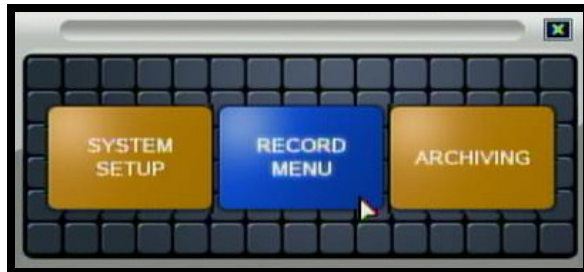 SYSTEM
SETUP
RECORD
MENU
ARCHIVING